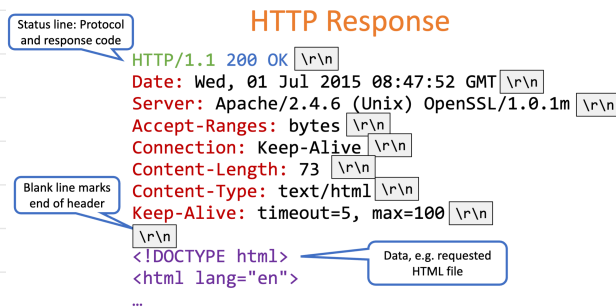 HTTP Response
Status line: Protocol
and response code
HTTP/1.1 200 OK \r\n
Date: Wed, 01 Jul 2015 08:47:52 GMT \r\n
Server: Apache/2.4.6 (Unix) OpenSSL/1.0.1m \r\n
Accept-Ranges: bytes \r\n
Connection: Keep-Alive \r\n
Content-Length: 73 \r\n
Content-Type: text/html \r\n
Keep-Alive: timeout=5, max=100 \r\n
Blank line marks
end of header
\r\n
<!DOCTYPE html>
<html lang="en">
…
Data, e.g. requested
HTML file